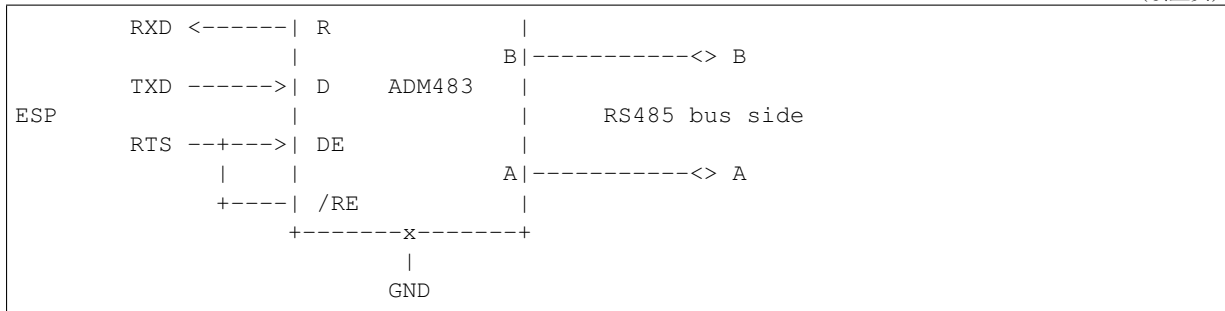 RXD <------| R              |
           |               B|-----------<> B
TXD ------>| D    ADM483    |
ESP        |                |     RS485 bus side
RTS --+--->| DE             |
      |    |               A|-----------<> A
      +----| /RE            |
           +-------x--------+
                   |
                  GND